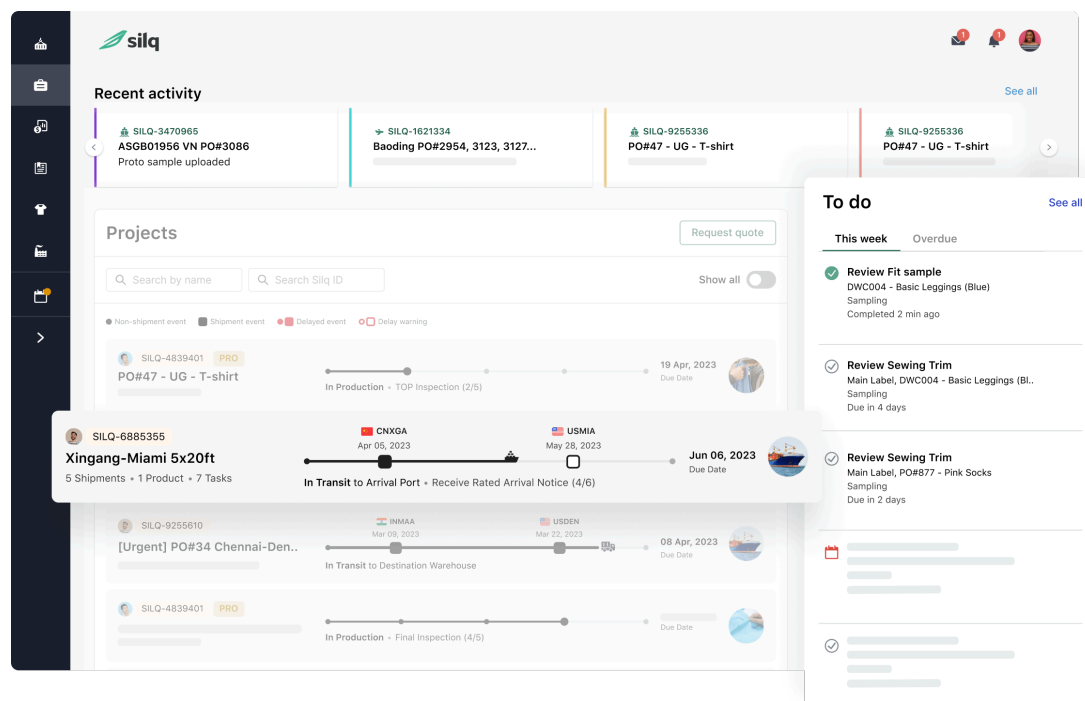 silq
1
1
Recent activity
See all
SILQ-3470965
ASGB01956 VN PO#3086
Proto sample uploaded
SILQ-1621334
Baoding PO#2954, 3123, 3127...
SILQ-9255336
PO#47 - UG - T-shirt
SILQ-9255336
PO#47 - UG - T-shirt
Projects
Request quote
Search by name
Search Silq ID
Show all
Non-shipment event
Shipment event
Delayed event
Delay warning
SILQ-4839401 PRO
PO#47 - UG - T-shirt
In Production • TOP Inspection (2/5)
19 Apr, 2023
Due Date
SILQ-6885355
Xingang-Miami 5x20ft
5 Shipments • 1 Product • 7 Tasks
CNXGA
Apr 05, 2023
USMIA
May 28, 2023
In Transit to Arrival Port • Receive Rated Arrival Notice (4/6)
Jun 06, 2023
Due Date
SILQ-9255610
[Urgent] PO#34 Chennai-Den..
INMAA
Mar 09, 2023
USDEN
Mar 22, 2023
In Transit to Destination Warehouse
08 Apr, 2023
Due Date
SILQ-4839401 PRO
In Production • Final Inspection (4/5)
Due Date
To do
See all
This week
Overdue
Review Fit sample
DWC004 - Basic Leggings (Blue)
Sampling
Completed 2 min ago
Review Sewing Trim
Main Label, DWC004 - Basic Leggings (Bl..
Sampling
Due in 4 days
Review Sewing Trim
Main Label, PO#877 - Pink Socks
Sampling
Due in 2 days